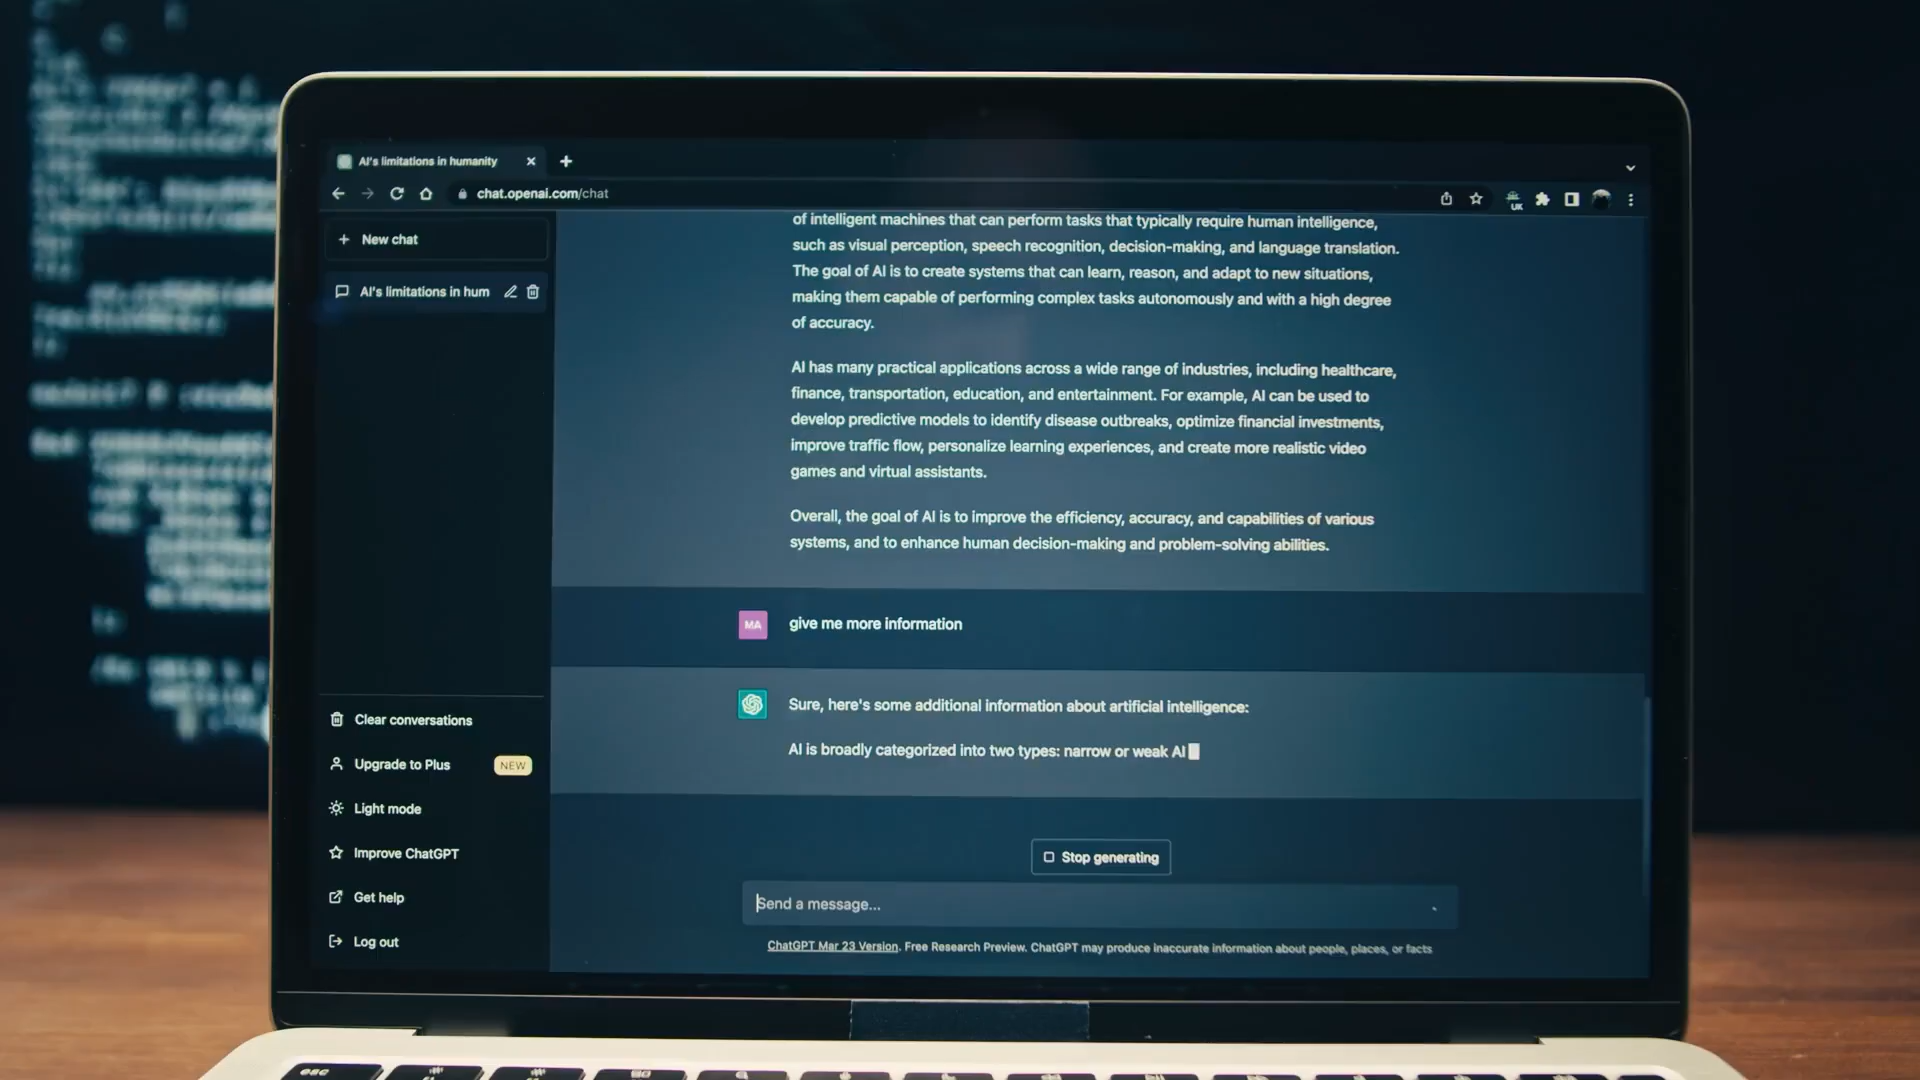 AI's limitations in humanity
chat.openai.com/chat
UK
New chat
AI's limitations in hum
of intelligent machines that can perform tasks that typically require human intelligence,
such as visual perception, speech recognition, decision-making, and language translation.
The goal of AI is to create systems that can learn, reason, and adapt to new situations,
making them capable of performing complex tasks autonomously and with a high degree
of accuracy.
AI has many practical applications across a wide range of industries, including healthcare,
finance, transportation, education, and entertainment. For example, AI can be used to
develop predictive models to identify disease outbreaks, optimize financial investments,
improve traffic flow, personalize learning experiences, and create more realistic video
games and virtual assistants.
Overall, the goal of AI is to improve the efficiency, accuracy, and capabilities of various
systems, and to enhance human decision-making and problem-solving abilities.
MA give me more information
Sure, here's some additional information about artificial intelligence:
AI is broadly categorized into two types: narrow or weak AI
Clear conversations
Upgrade to Plus NEW
Light mode
Improve ChatGPT
Get help
Log out
Stop generating
Send a message...
ChatGPT Mar 23 Version. Free Research Preview. ChatGPT may produce inaccurate information about people, places, or facts
esc